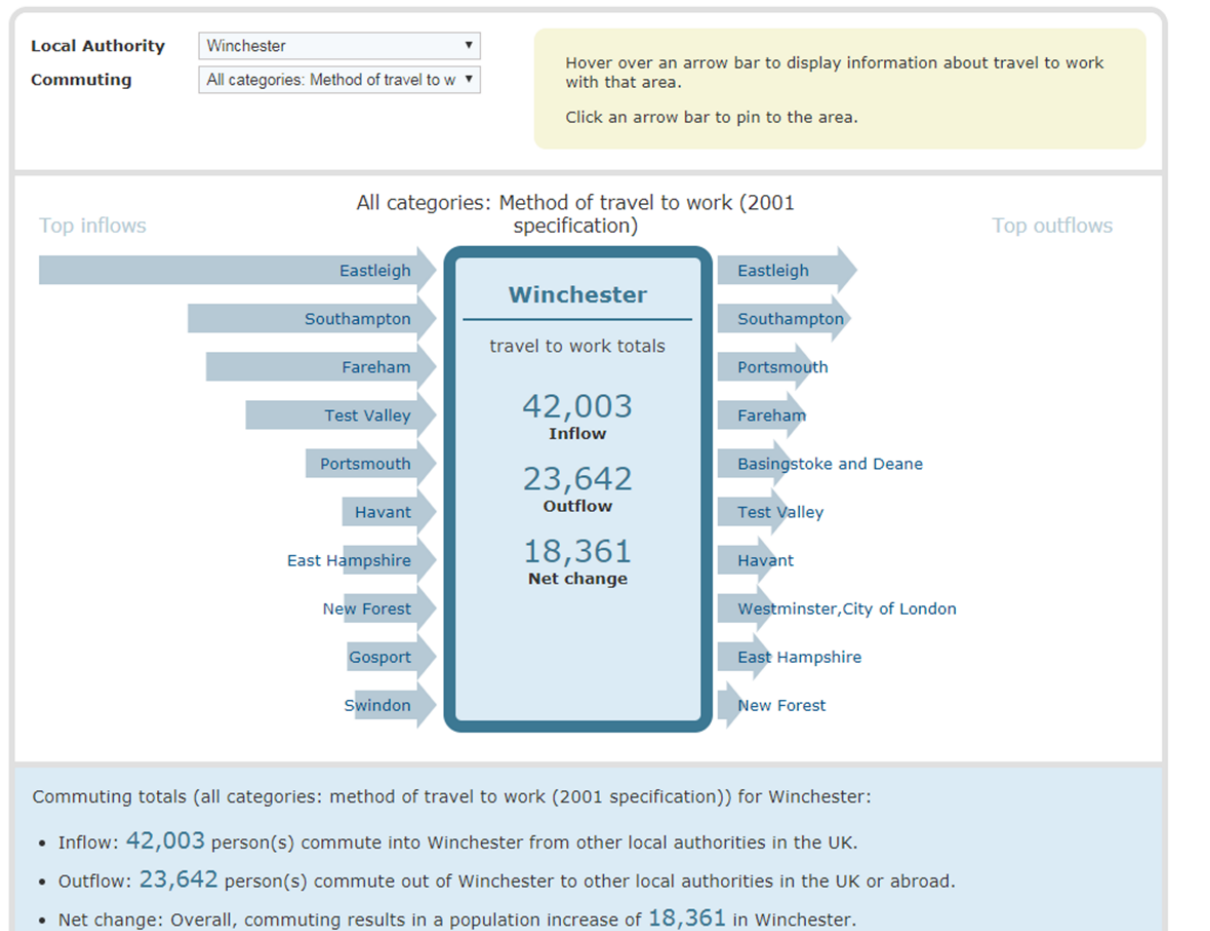 Local Authority
Winchester
Commuting
All categories: Method of travel to w
Hover over an arrow bar to display information about travel to work
with that area.
Click an arrow bar to pin to the area.
All categories: Method of travel to work (2001
specification)
Top inflows
Top outflows
Eastleigh
Southampton
Fareham
Test Valley
Portsmouth
Havant
East Hampshire
New Forest
Gosport
Swindon
Winchester
travel to work totals
42,003
Inflow
23,642
Outflow
18,361
Net change
Eastleigh
Southampton
Portsmouth
Fareham
Basingstoke and Deane
Test Valley
Havant
Westminster,City of London
East Hampshire
New Forest
Commuting totals (all categories: method of travel to work (2001 specification)) for Winchester:
• Inflow: 42,003 person(s) commute into Winchester from other local authorities in the UK.
• Outflow: 23,642 person(s) commute out of Winchester to other local authorities in the UK or abroad.
• Net change: Overall, commuting results in a population increase of 18,361 in Winchester.